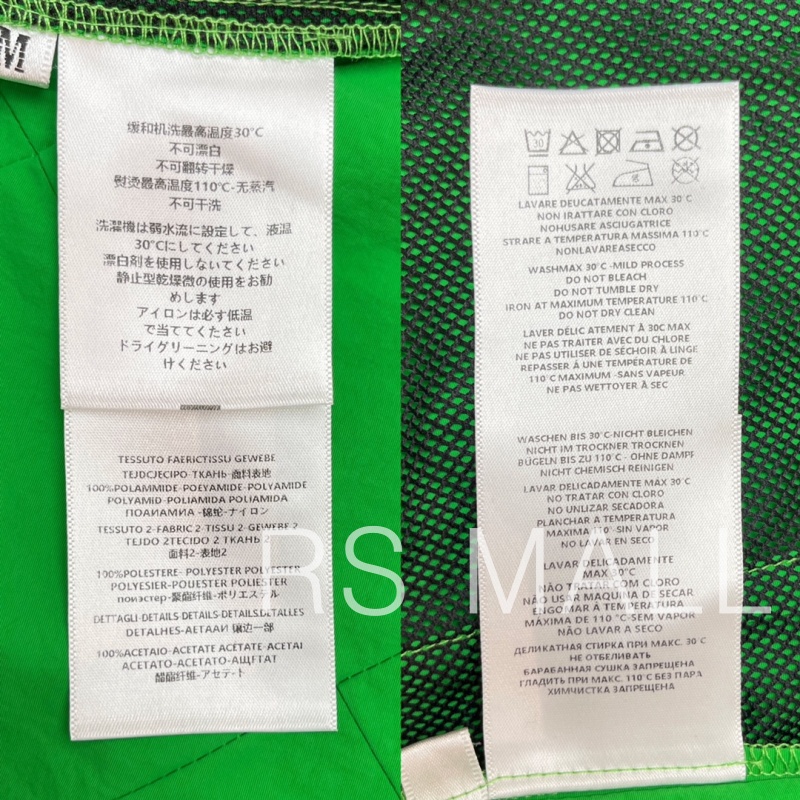 M
缓和机洗最高温度30°C
不可漂白
不可翻转干燥
熨烫最高温度110℃-无蒸汽
不可干洗
洗濯機は弱水流に設定して、液温
30℃にしてください
漂白剤を使用しないてください
静止型乾燥微の使用をお勧
めします
アイロンは必す低温
で当ててください
ドライグリーニングはお避
けください
TESSUTO FAERICTISSU GEWEBE
TEJDCJECIPO-ТКАНЬ-面料表地
100%POLAMMIDE-POEYAMIDE-POLYAMIDE
POLYAMID-POLIAMIDA POLIAMIDA
ПОАИАМИА-锦蛇-ナイロン
TESSUTO 2-FABRIC 2-TISSU 2-GEWEBE 2
TEJIDO 2TECIDO 2 ТКАНЬ 2
面料2-表地2
100%POLESTERE- POLYESTER POLYESTER
POLYESIER-POUESTER POLIESTER
поиэстер-聚酯纤维-ポリエステル
DETTAGLI-DETAILS-DETAILS-DETAILSDETALLES
DETALHES-АЕТААИ 镶边一部
100%ACETAIO-ACETATE ACETATE-ACETAI
ACETATO-ACETATO-АЩГЕТАТ
醋酯纤维-アセテート
30
LAVARE DEUCATAMENTE MAX 30℃
NON IRATTARE CON CLORO
NOHUSARE ASCIUGATRICE
STRARE A TEMPERATURA MASSIMA 110℃
NONLAVAREASECCO
WASHMAX 30℃-MILD PROCESS
DO NOT BLEACH
DO NOT TUMBLE DRY
IRON AT MAXIMUM TEMPERATURE 110℃
DO NOT DRY CLEAN
LAVER DÉLIC ATEMENT À 30C MAX
NE PAS TRAITER AVEC DU CHLORE
NE PAS UTILISER DE SÉCHOIR À LINGE
REPASSER À UNE TEMPÉRATURE DE
110℃ MAXIMUM -SANS VAPEUR
NE PAS WETTOYER À SEC
WASCHEN BIS 30℃-NICHT BLEICHEN
NICHT IM TROCKNER TROCKNEN
BÜGELN BIS ZU 110℃ - OHNE DAMPF
NICHT CHEMISCH REINIGEN
LAVAR DELICADAMENTE MÁX 30℃
NO TRATAR CON CLORO
NO UNLIZAR SECADORA
PLANCHAR A TEMPERATURA
MAXIMA 110℃-SIN VAPOR
NO LAVAR EN SECO
LAVAR DELICADAMENTE
MAX 30℃
NÃO TRATAR COM CLORO
NÃO USAR MAQUINA DE SECAR
ENGOMAR À TEMPERATURA
MÁXIMA DE 110 ℃-SEM VAPOR
NÃO LAVAR A SECO
ДЕЛИКАТНАЯ СТИРКА ПРИ МАКС. 30℃
НЕ ОТБЕЛИВАТЬ
БАРАБАННАЯ СУШКА ЗАПРЕЩЕНА
ГЛАДИТЬ ПРИ МАКС. 110℃ БЕЗ ПАРА
ХИМЧИСТКА ЗАПРЕЩЕНА
RS MALL